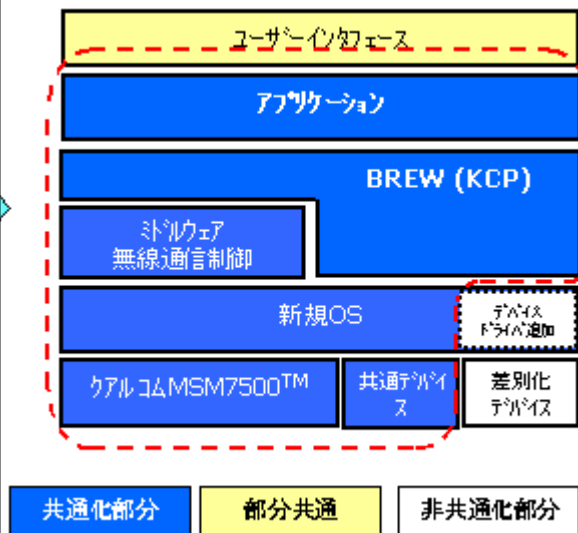 ユーザーインタフェース
アプリケーション
BREW (KCP)
ミドルウェア
無線通信制御
新規OS
デバイス
ドライバ追加
クアルコムMSM7500TM
共通デバイ
ス
差別化
デバイス
共通化部分
部分共通
非共通化部分